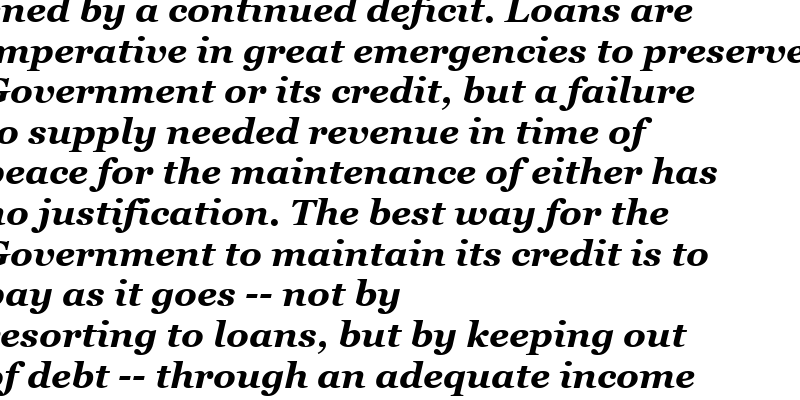 ned by a continued deficit. Loans are
mperative in great emergencies to preserve
Government or its credit, but a failure
to supply needed revenue in time of
peace for the maintenance of either has
no justification. The best way for the
Government to maintain its credit is to
pay as it goes -- not by
resorting to loans, but by keeping out
of debt -- through an adequate income